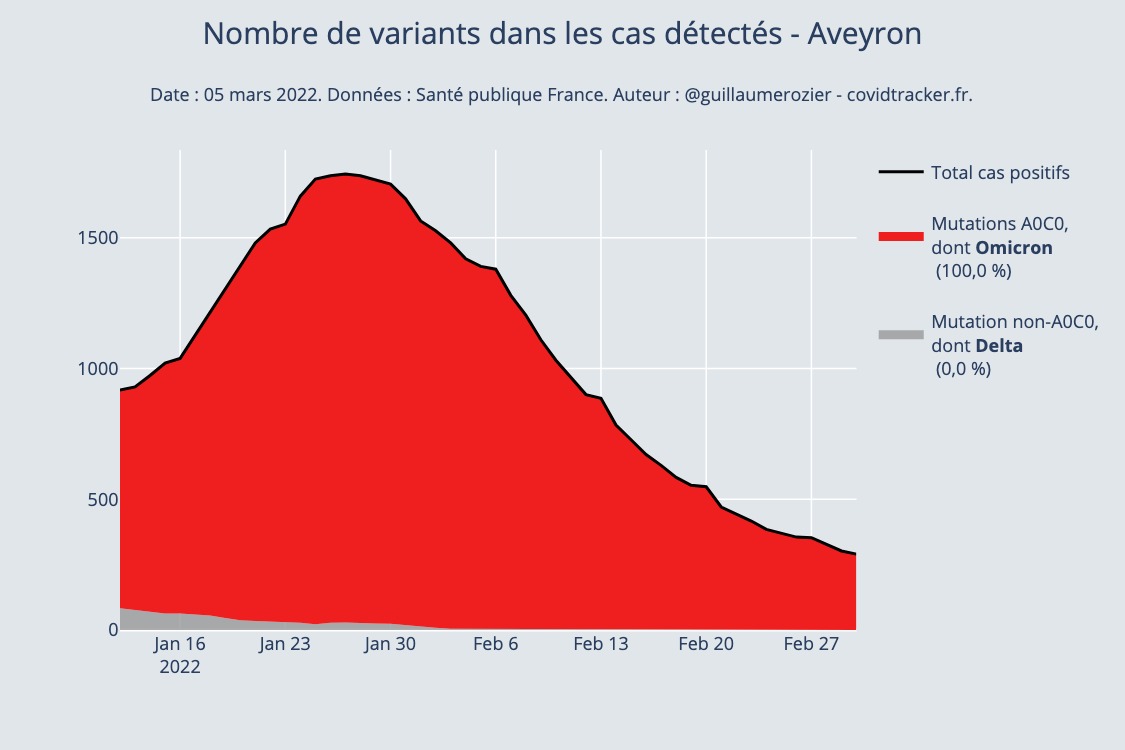 Nombre de variants dans les cas détectés - Aveyron
Date : 05 mars 2022. Données : Santé publique France. Auteur : @guillaumerozier - covidtracker.fr.
Total cas positifs
Mutations A0C0,
dont Omicron
(100,0 %)
Mutation non-A0C0,
dont Delta
(0,0 %)
1500
1000
500
0
Jan 16
2022
Jan 23
Jan 30
Feb 6
Feb 13
Feb 20
Feb 27